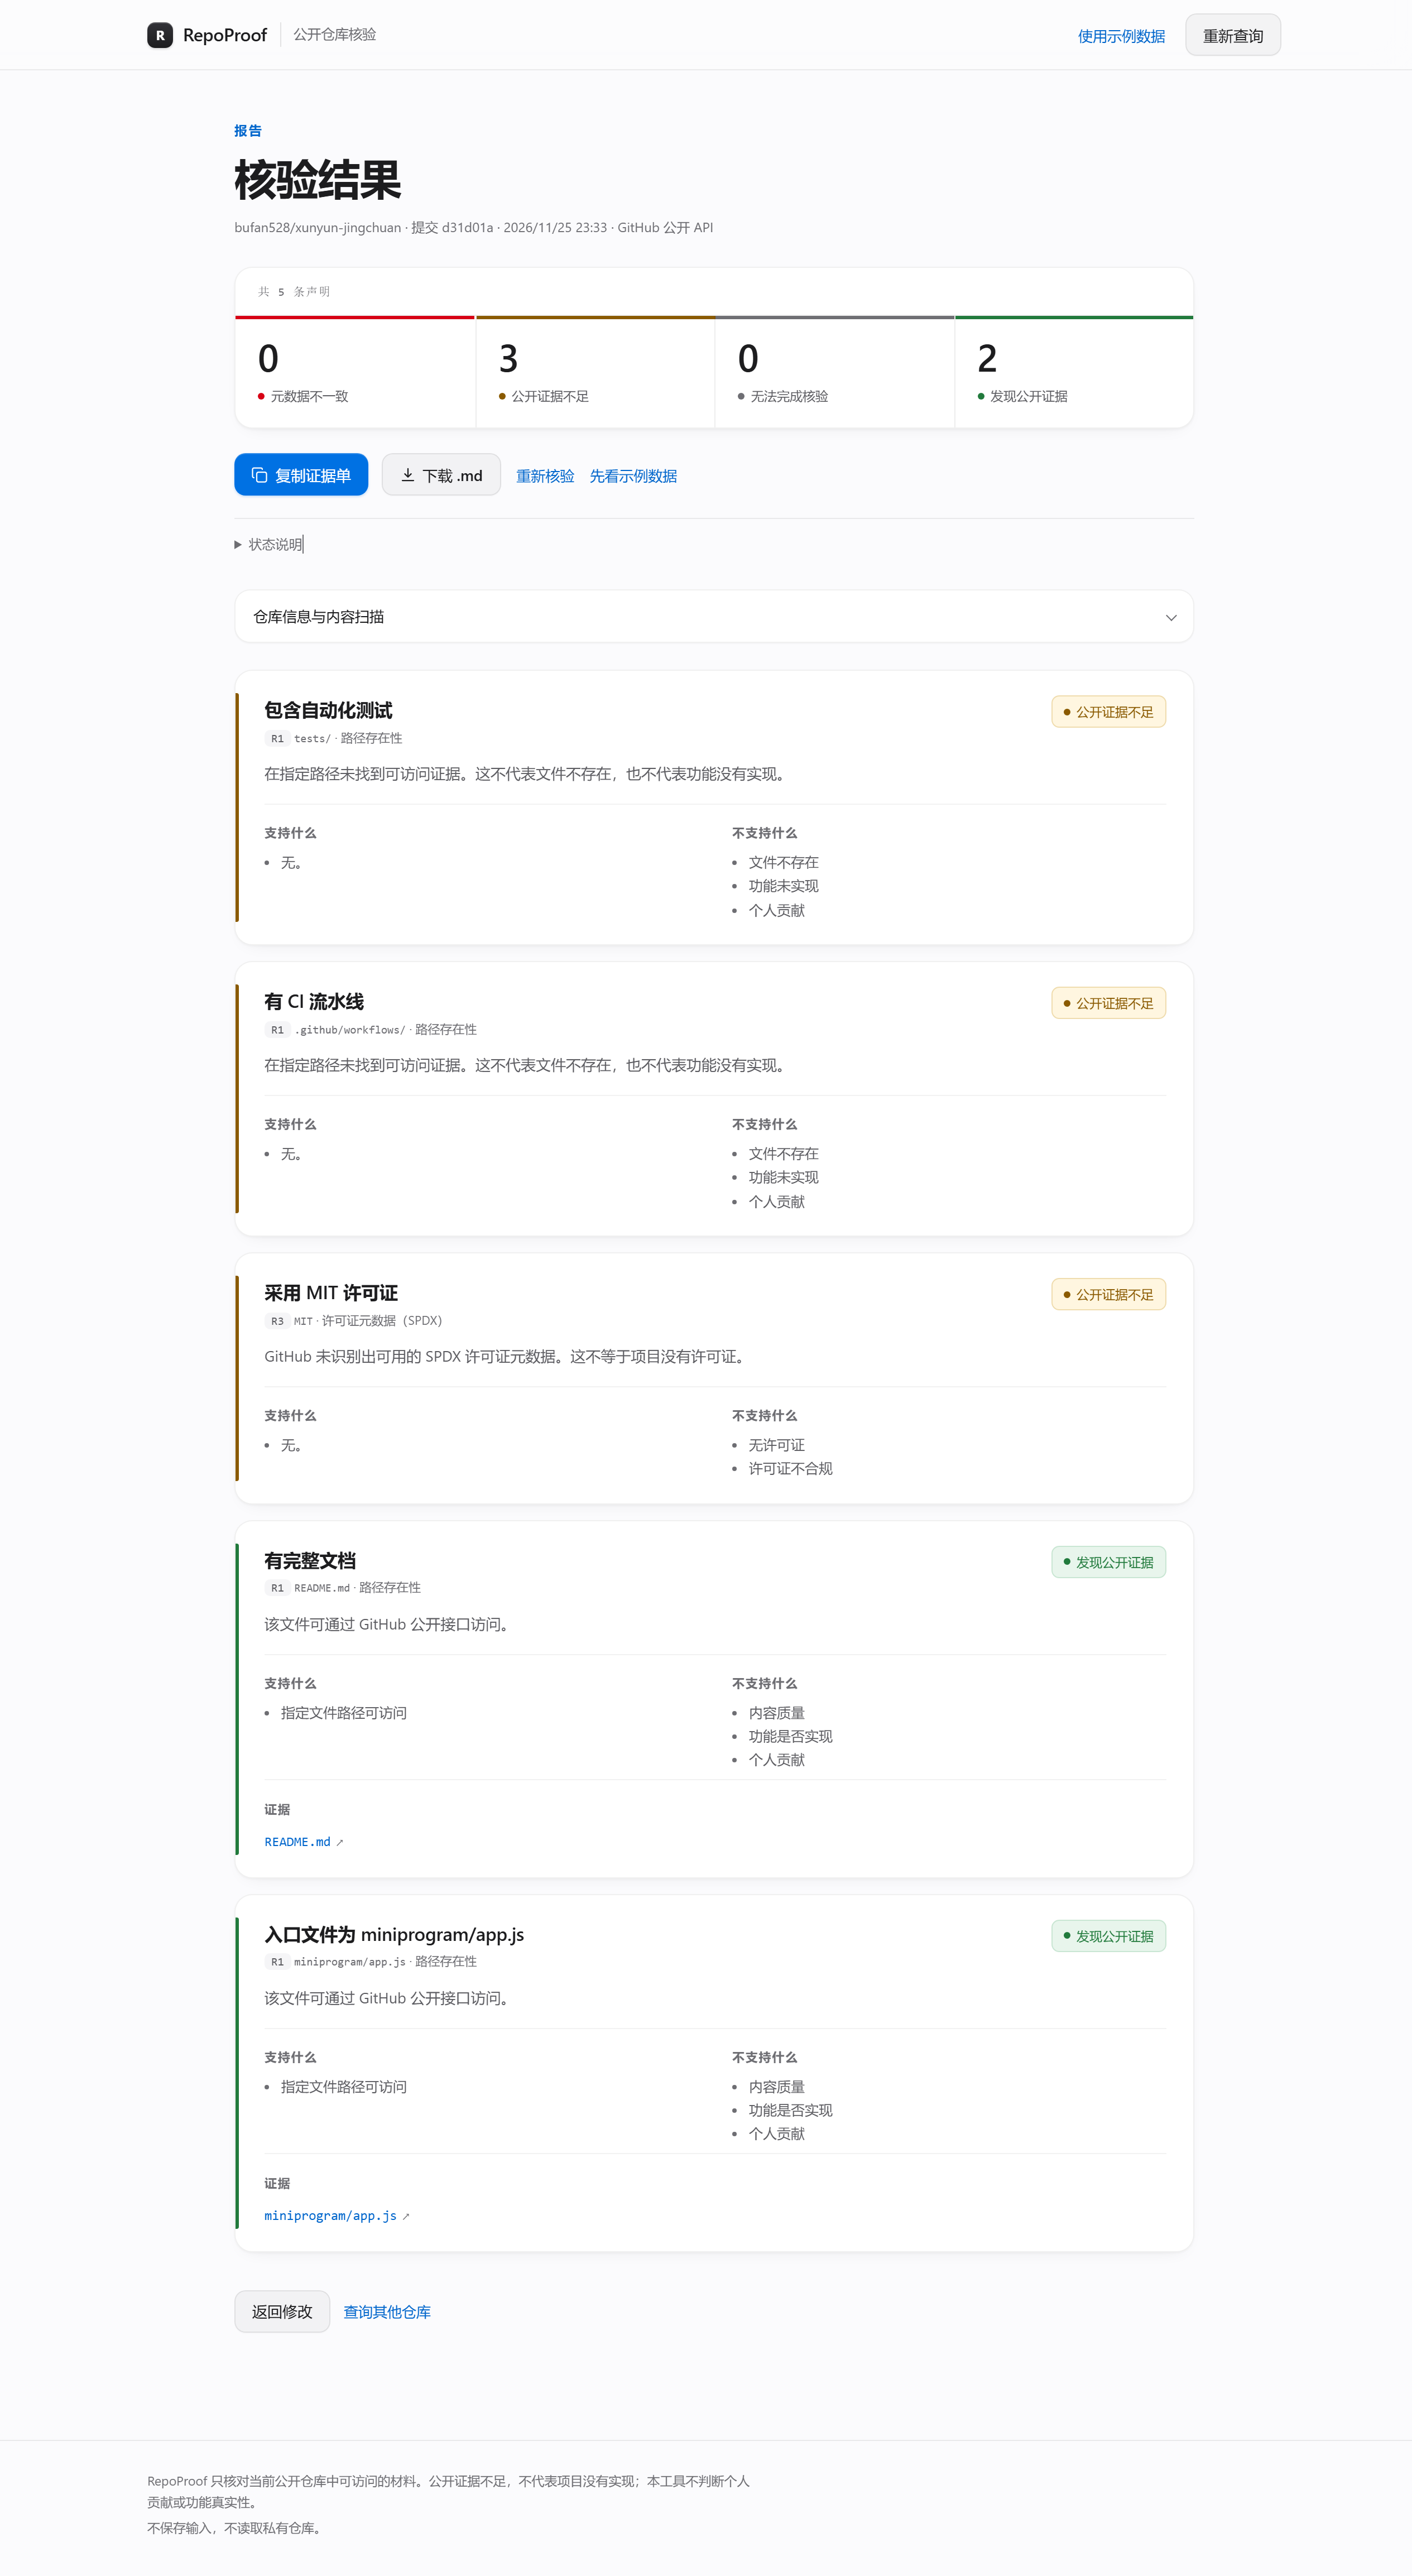 R RepoProof 公开仓库核验 使用示例数据 重新查询
报告
核验结果
bufan528/xunyun-jingchuan · 提交 d31d01a · 2026/11/25 23:33 · GitHub 公开 API
共 5 条声明
0 3 0 2
元数据不一致 公开证据不足 无法完成核验 发现公开证据
复制证据单 下载 .md 重新核验 先看示例数据
状态说明
仓库信息与内容扫描
包含自动化测试 公开证据不足
R1 tests/ · 路径存在性
在指定路径未找到可访问证据。这不代表文件不存在，也不代表功能没有实现。
支持什么 不支持什么
• 无。 • 文件不存在
• 功能未实现
• 个人贡献
有 CI 流水线 公开证据不足
R1 .github/workflows/ · 路径存在性
在指定路径未找到可访问证据。这不代表文件不存在，也不代表功能没有实现。
支持什么 不支持什么
• 无。 • 文件不存在
• 功能未实现
• 个人贡献
采用 MIT 许可证 公开证据不足
R3 MIT · 许可证元数据（SPDX）
GitHub 未识别出可用的 SPDX 许可证元数据。这不等于项目没有许可证。
支持什么 不支持什么
• 无。 • 无许可证
• 许可证不合规
有完整文档 发现公开证据
R1 README.md · 路径存在性
该文件可通过 GitHub 公开接口访问。
支持什么 不支持什么
• 指定文件路径可访问 • 内容质量
• 功能是否实现
• 个人贡献
证据
README.md ↗
入口文件为 miniprogram/app.js 发现公开证据
R1 miniprogram/app.js · 路径存在性
该文件可通过 GitHub 公开接口访问。
支持什么 不支持什么
• 指定文件路径可访问 • 内容质量
• 功能是否实现
• 个人贡献
证据
miniprogram/app.js ↗
返回修改 查询其他仓库
RepoProof 只核对当前公开仓库中可访问的材料。公开证据不足，不代表项目没有实现；本工具不判断个人
贡献或功能真实性。
不保存输入，不读取私有仓库。